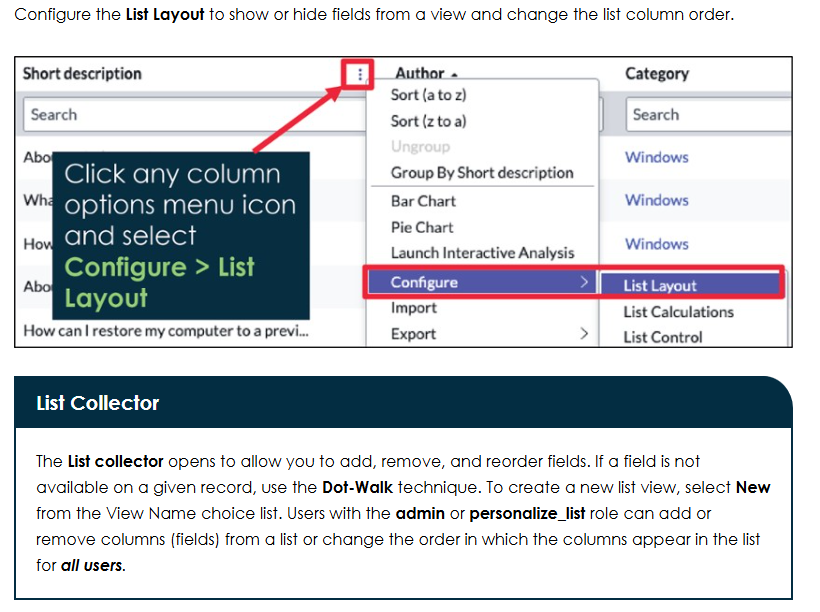 Configure the List Layout to show or hide fields from a view and change the list column order.
Short description
Author
Category
Search
Search
Sort (a to z)
Sort (z to a)
Ungroup
Group By Short description
Bar Chart
Pie Chart
Launch Interactive Analysis
Configure
Import
Export
List Layout
List Calculations
List Control
Windows
Windows
Windows
Abo
Wha
How
Abo
How can I restore my computer to a previ...
Click any column
options menu icon
and select
Configure > List
Layout
List Collector
The List collector opens to allow you to add, remove, and reorder fields. If a field is not
available on a given record, use the Dot-Walk technique. To create a new list view, select New
from the View Name choice list. Users with the admin or personalize_list role can add or
remove columns (fields) from a list or change the order in which the columns appear in the list
for all users.